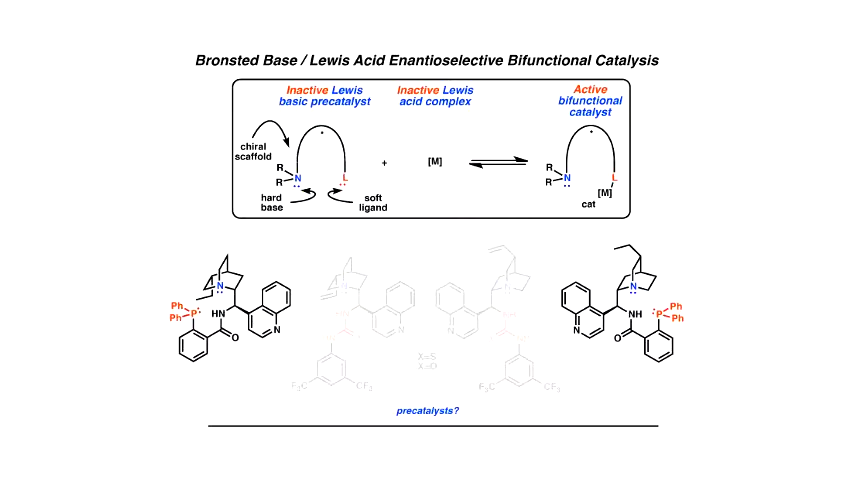 Bronsted Base / Lewis Acid Enantioselective Bifunctional Catalysis
Inactive Lewis
basic precatalyst
Inactive Lewis
acid complex
Active
bifunctional
catalyst
chiral
scaffold
R
R
N
L
+
[M]
R
R
N
L
[M]
cat
hard
base
soft
ligand
N
Ph
Ph
P
HN
O
N
N
N
HN
O
N
P
Ph
Ph
CF3
CF3
X=S
X=O
CF3
CF3
precatalysts?